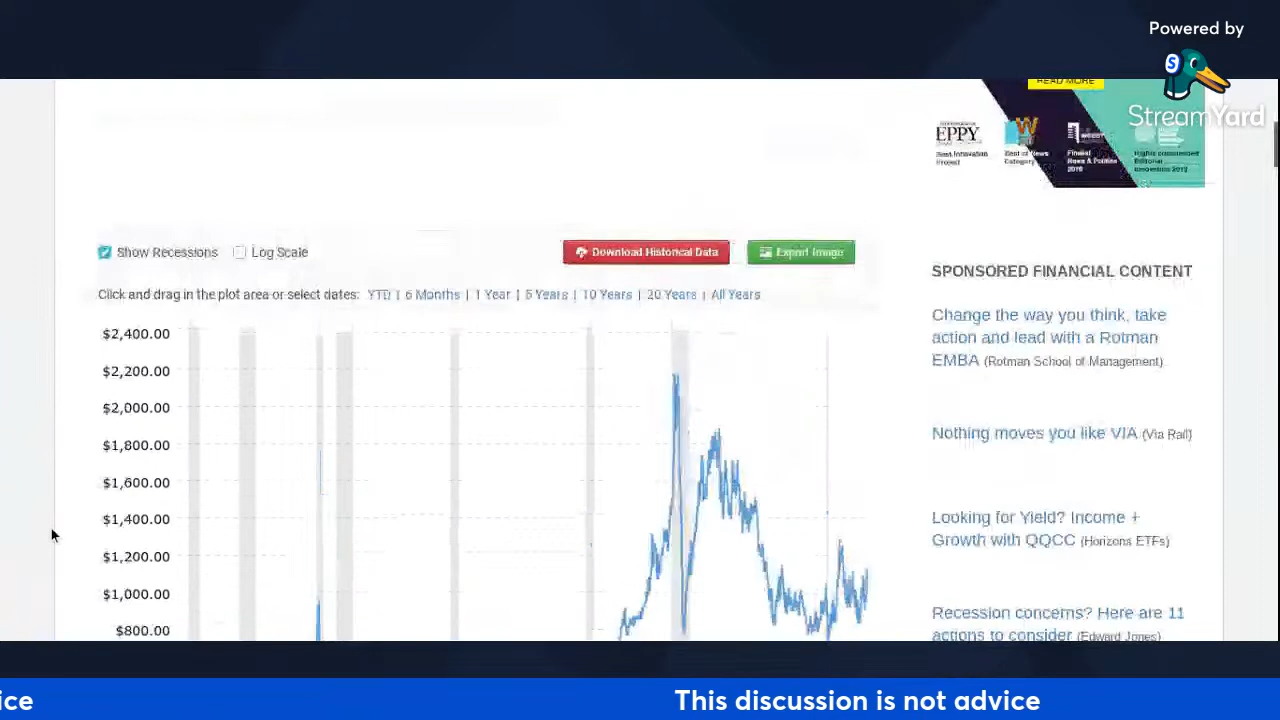 Powered by
StreamYard
READ MORE
EPPY
Best Innovation
Project
Show Recessions
Log Scale
Download Historical Data
Export Image
Click and drag in the plot area or select dates: YTD | 6 Months | 1 Year | 5 Years | 10 Years | 20 Years | All Years
$2,400.00
$2,200.00
$2,000.00
$1,800.00
$1,600.00
$1,400.00
$1,200.00
$1,000.00
$800.00
SPONSORED FINANCIAL CONTENT
Change the way you think, take
action and lead with a Rotman
EMBA (Rotman School of Management)
Nothing moves you like VIA (Via Rail)
Looking for Yield? Income +
Growth with QQCC (Horizons ETFs)
Recession concerns? Here are 11
actions to consider (Edward Jones)
ice
This discussion is not advice